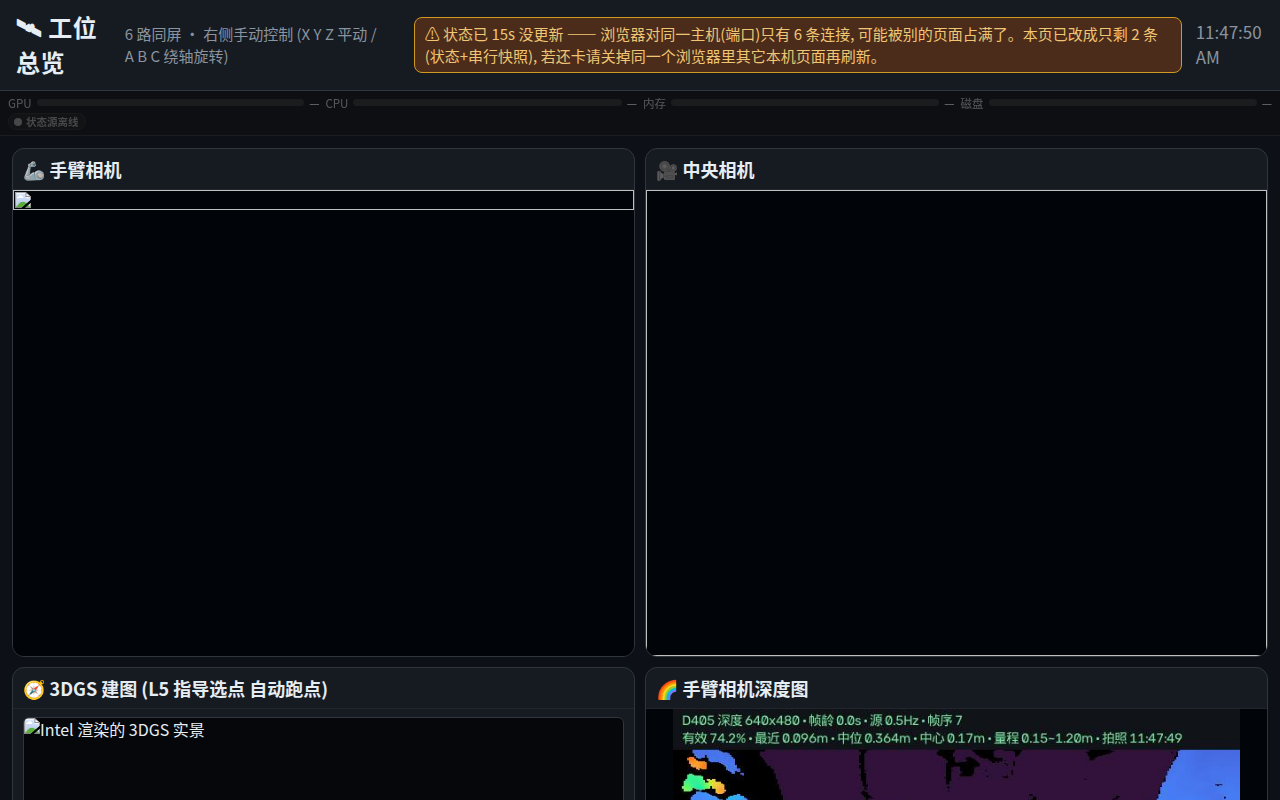 🛰 工位
总览
6 路同屏 · 右侧手动控制 (X Y Z 平动 /
A B C 绕轴旋转)
⚠ 状态已 15s 没更新 —— 浏览器对同一主机(端口)只有 6 条连接, 可能被别的页面占满了。本页已改成只剩 2 条
(状态+串行快照), 若还卡请关掉同一个浏览器里其它本机页面再刷新。
11:47:50
AM
GPU — CPU — 内存 — 磁盘 —
状态源离线
🦾 手臂相机
🎥 中央相机
🧭 3DGS 建图 (L5 指导选点 自动跑点)
Intel 渲染的 3DGS 实景
🌈 手臂相机深度图
D405 深度 640x480 · 帧龄 0.0s · 源 0.5Hz · 帧序 7
有效 74.2% · 最近 0.096m · 中位 0.364m · 中心 0.17m · 量程 0.15–1.20m · 拍照 11:47:49